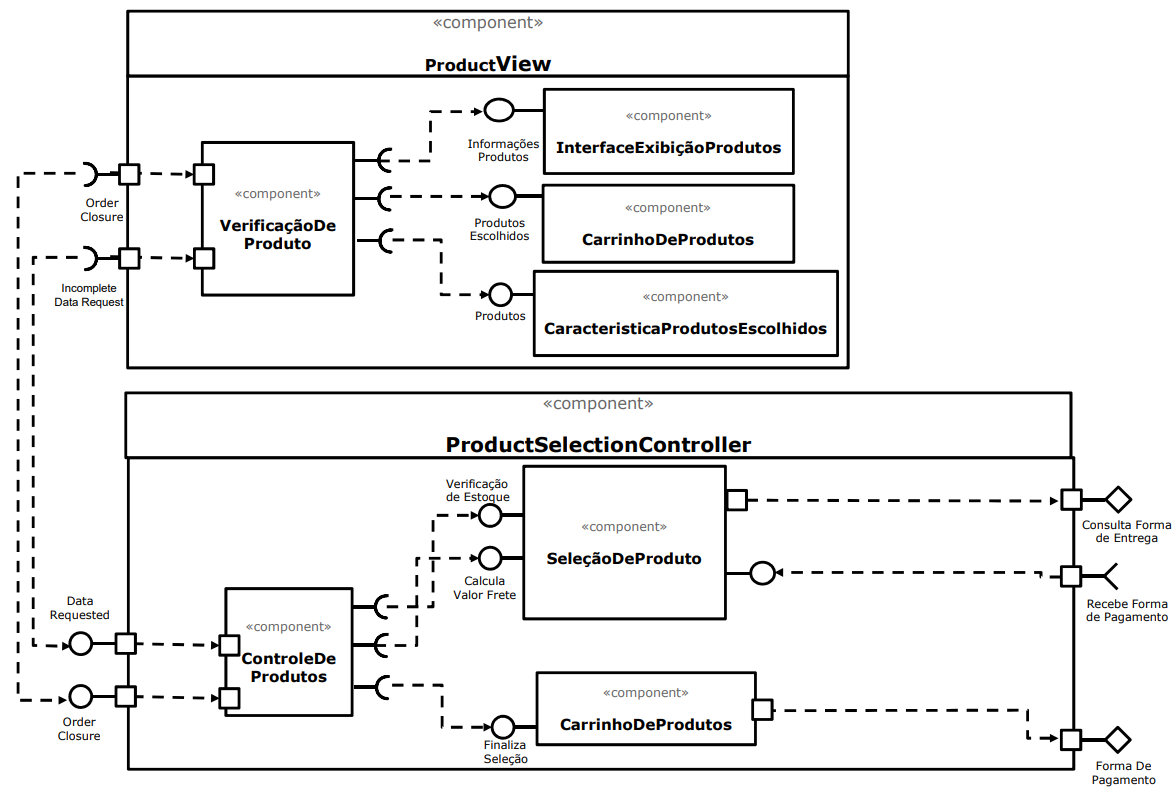 «component»
ProductView
«component»
InterfaceExibiçãoProdutos
Informações
Produtos
«component»
VerificaçãoDe
Produto
Order
Closure
«component»
CarrinhoDeProdutos
Produtos
Escolhidos
Incomplete
Data Request
«component»
CaracteristicaProdutosEscolhidos
Produtos
«component»
ProductSelectionController
Verificação
de Estoque
«component»
SeleçãoDeProduto
Calcula
Valor Frete
Consulta Forma
de Entrega
Recebe Forma
de Pagamento
Data
Requested
«component»
ControleDe
Produtos
Order
Closure
«component»
CarrinhoDeProdutos
Finaliza
Seleção
Forma De
Pagamento